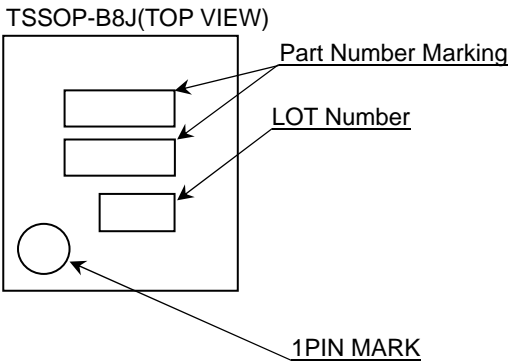 TSSOP-B8J(TOP VIEW)
Part Number Marking
LOT Number
1PIN MARK